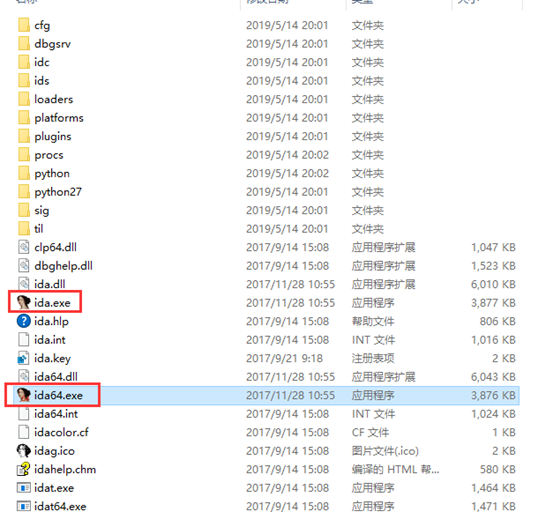 名称 修改日期 类型 大小
cfg 2019/5/14 20:01 文件夹
dbgsrv 2019/5/14 20:01 文件夹
idc 2019/5/14 20:01 文件夹
ids 2019/5/14 20:01 文件夹
loaders 2019/5/14 20:01 文件夹
platforms 2019/5/14 20:01 文件夹
plugins 2019/5/14 20:01 文件夹
procs 2019/5/14 20:02 文件夹
python 2019/5/14 20:02 文件夹
python27 2019/5/14 20:01 文件夹
sig 2019/5/14 20:01 文件夹
til 2019/5/14 20:01 文件夹
clp64.dll 2017/9/14 15:08 应用程序扩展 1,047 KB
dbghelp.dll 2017/9/14 15:08 应用程序扩展 1,523 KB
ida.dll 2017/11/28 10:55 应用程序扩展 6,010 KB
ida.exe 2017/11/28 10:55 应用程序 3,877 KB
ida.hlp 2017/9/14 15:08 帮助文件 806 KB
ida.int 2017/9/14 15:08 INT 文件 1,016 KB
ida.key 2017/9/21 9:18 注册表项 2 KB
ida64.dll 2017/11/28 10:55 应用程序扩展 6,043 KB
ida64.exe 2017/11/28 10:55 应用程序 3,876 KB
ida64.int 2017/9/14 15:08 INT 文件 1,024 KB
idacolor.cf 2017/9/14 15:08 CF 文件 1 KB
idag.ico 2017/9/14 15:08 图片文件(.ico) 2 KB
idahelp.chm 2017/9/14 15:08 编译的 HTML 帮... 580 KB
idat.exe 2017/9/14 15:08 应用程序 1,464 KB
idat64.exe 2017/9/14 15:08 应用程序 1,471 KB